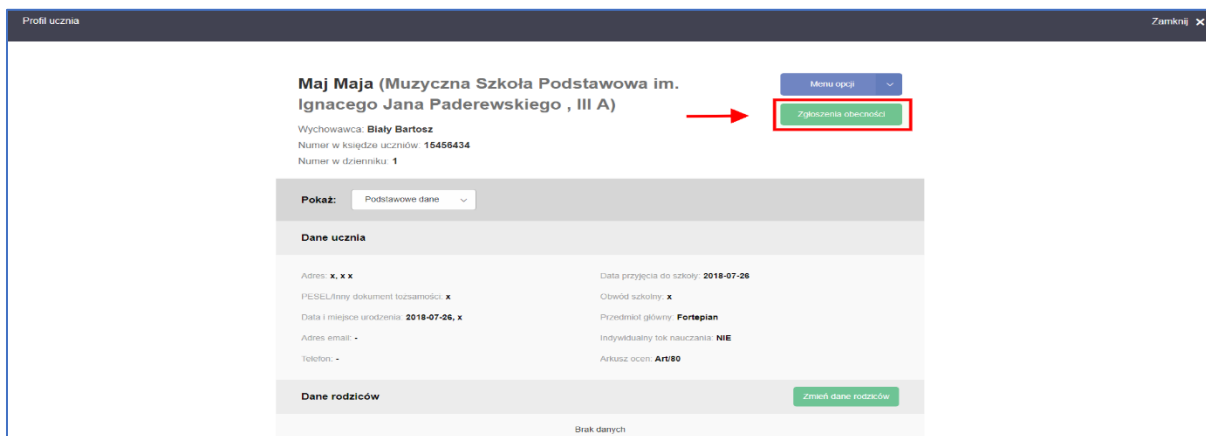 Profil ucznia
Zamknij ✕
Maj Maja (Muzyczna Szkoła Podstawowa im.
Ignacego Jana Paderewskiego , III A)
Menu opcji
Zgłoszenia obecności
Wychowawca: Biały Bartosz
Numer w księdze uczniów: 15456434
Numer w dzienniku: 1
Pokaż: Podstawowe dane
Dane ucznia
Adres: x, x x
Data przyjęcia do szkoły: 2018-07-26
PESEL/Inny dokument tożsamości: x
Obwód szkolny: x
Data i miejsce urodzenia: 2018-07-26, x
Przedmiot główny: Fortepian
Adres email: -
Indywidualny tok nauczania: NIE
Telefon: -
Arkusz ocen: Art/80
Dane rodziców
Zmień dane rodziców
Brak danych